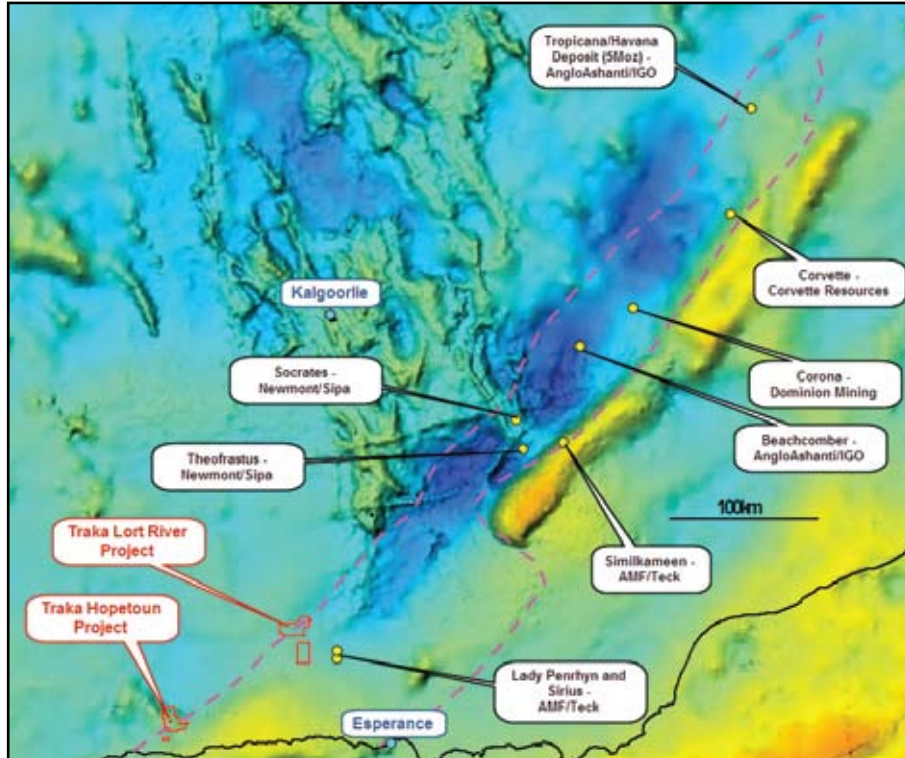 Tropicana/Havana
Deposit (5Moz) -
AngloAshanti/IGO
Corvette -
Corvette Resources
Kalgoorlie
Socrates -
Newmont/Sipa
Corona -
Dominion Mining
Theofrastus -
Newmont/Sipa
Beachcomber -
AngloAshanti/IGO
100km
Traka Lort River
Project
Similkameen -
AMF/Teck
Traka Hopetoun
Project
Lady Penrhyn and
Sirius -
AMF/Teck
Esperance